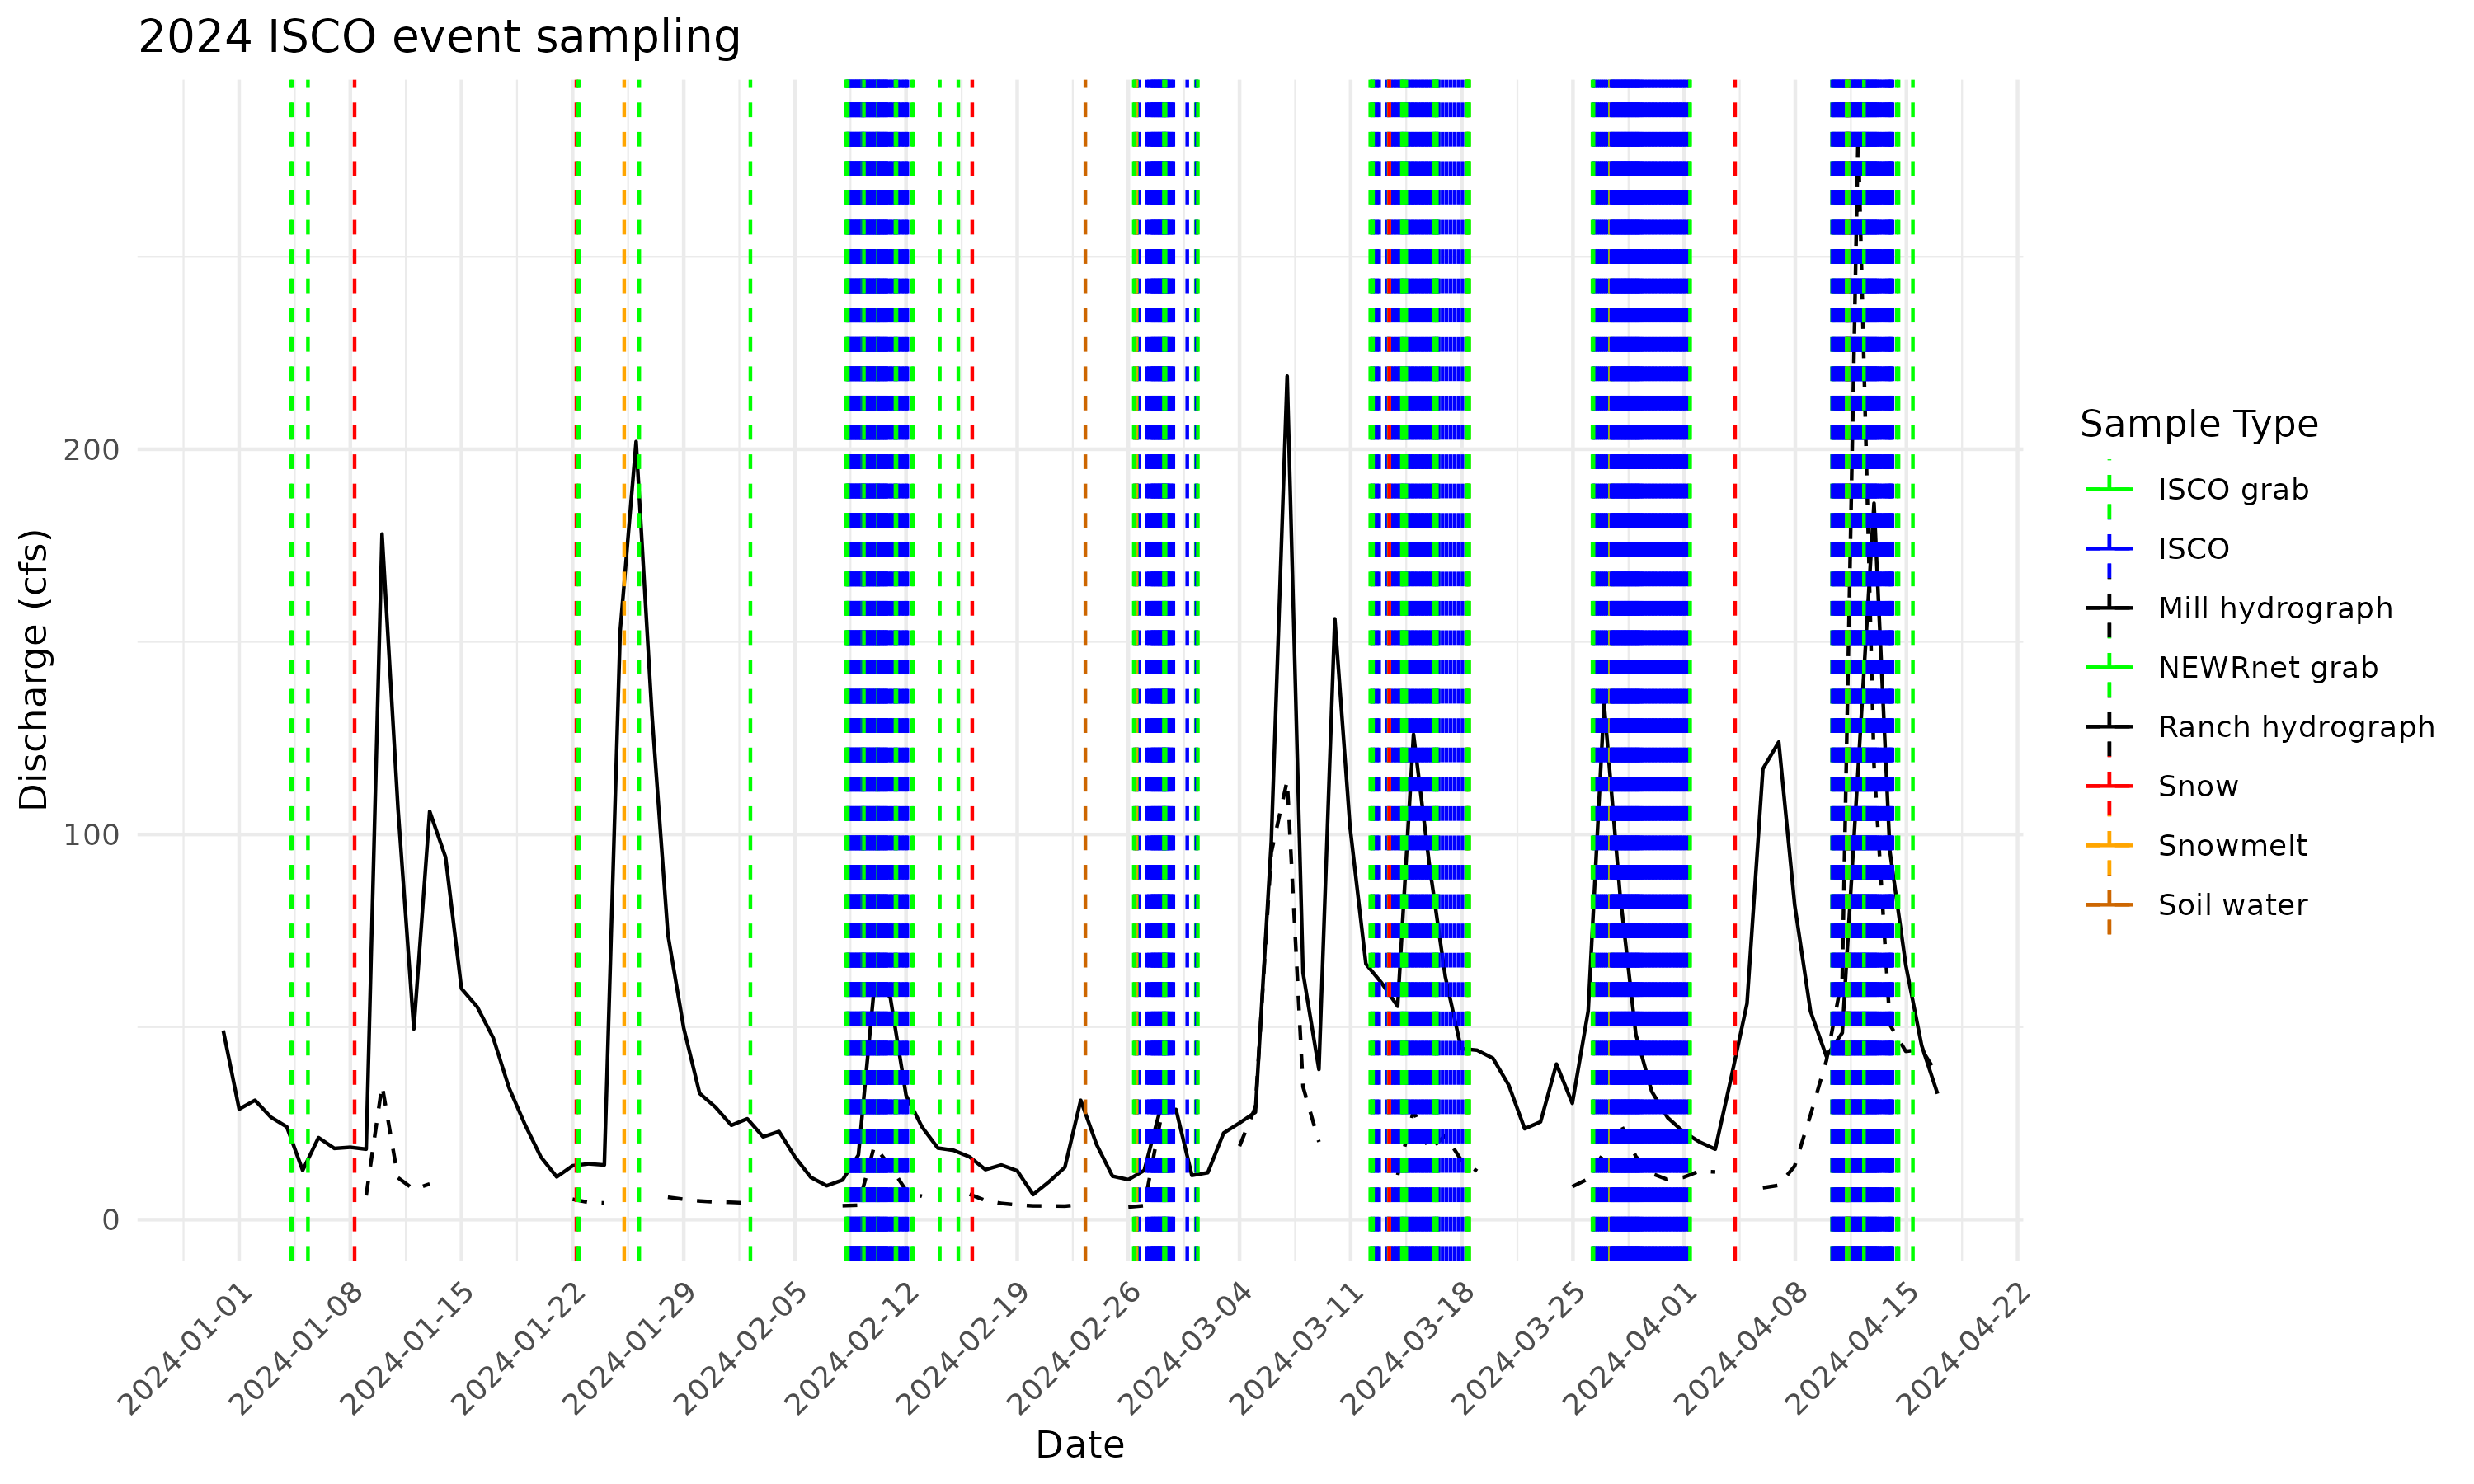 2024 ISCO event sampling
Discharge (cfs)
200
100
0
2024-01-01
2024-01-08
2024-01-15
2024-01-22
2024-01-29
2024-02-05
2024-02-12
2024-02-19
2024-02-26
2024-03-04
2024-03-11
2024-03-18
2024-03-25
2024-04-01
2024-04-08
2024-04-15
2024-04-22
Date
Sample Type
ISCO grab
ISCO
Mill hydrograph
NEWRnet grab
Ranch hydrograph
Snow
Snowmelt
Soil water